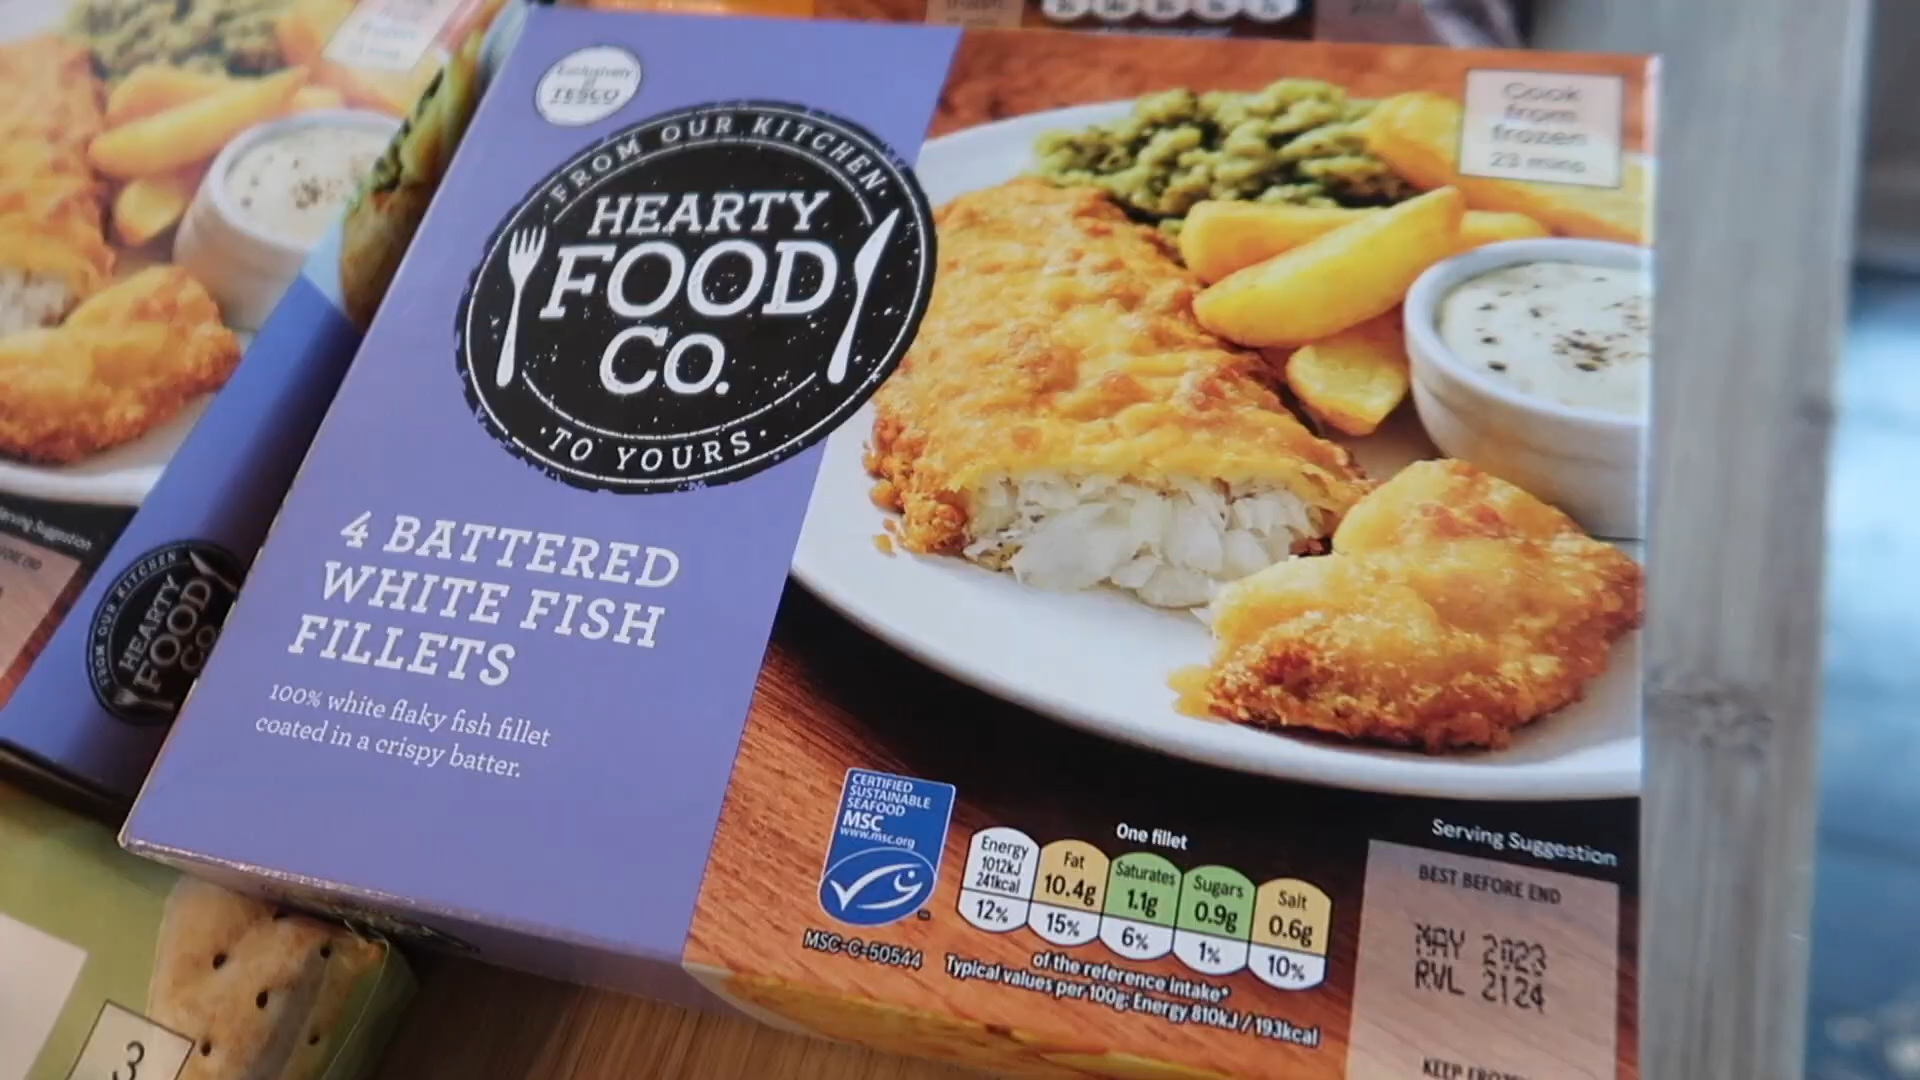 Exclusively
at
TESCO
FROM OUR KITCHEN
HEARTY
FOOD
CO.
TO YOURS
4 BATTERED
WHITE FISH
FILLETS
100% white flaky fish fillet
coated in a crispy batter.
Cook
from
frozen
23 mins
CERTIFIED
SUSTAINABLE
SEAFOOD
MSC
www.msc.org
MSC-C-50544
One fillet
Energy
1012kJ
241kcal
12%
Fat
10.4g
15%
Saturates
1.1g
6%
Sugars
0.9g
1%
Salt
0.6g
10%
of the reference intake*
Typical values per 100g: Energy 810kJ / 193kcal
Serving Suggestion
BEST BEFORE END
MAY 2023
RVL 2124
Serving Suggestion
FROM OUR KITCHEN
HEARTY
FOOD
CO
3